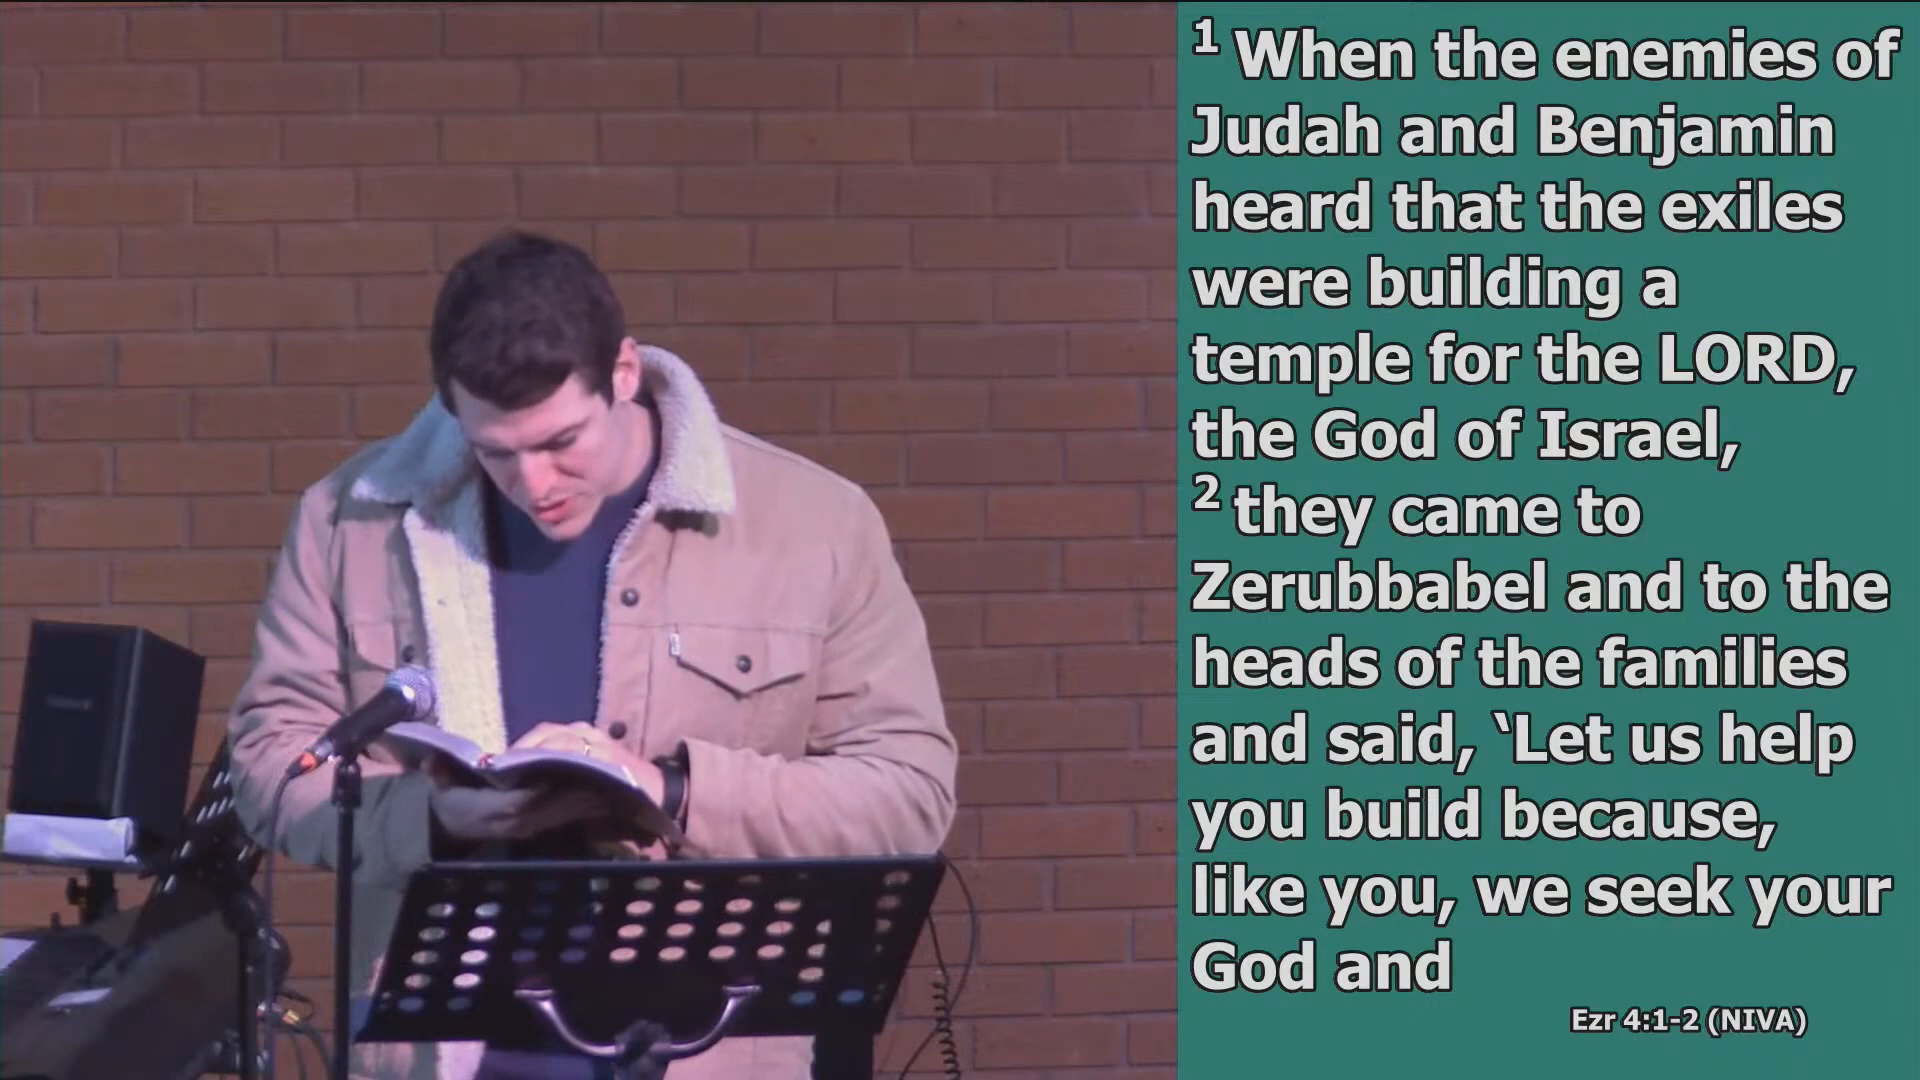 1 When the enemies of
Judah and Benjamin
heard that the exiles
were building a
temple for the LORD,
the God of Israel,
2 they came to
Zerubbabel and to the
heads of the families
and said, ‘Let us help
you build because,
like you, we seek your
God and
Ezr 4:1-2 (NIVA)